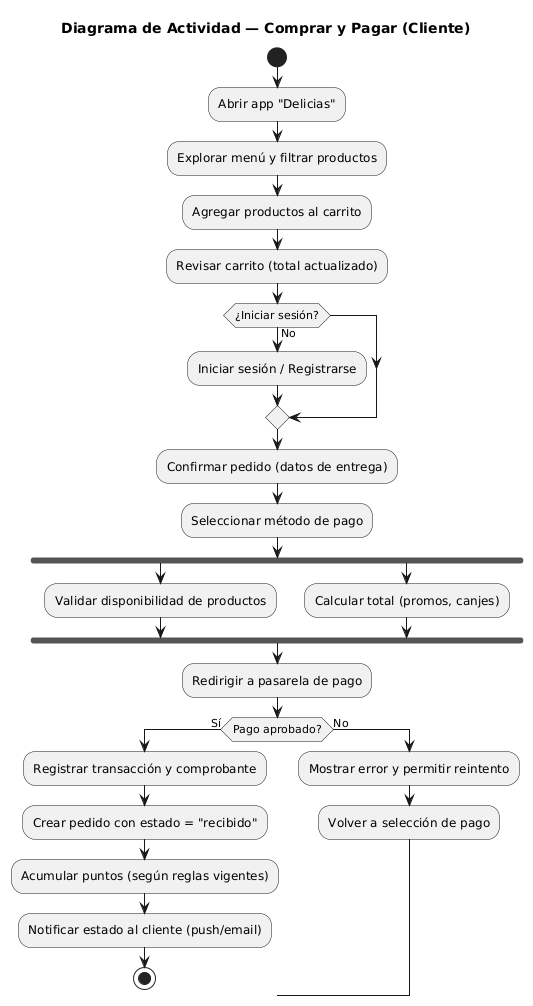 Diagrama de Actividad — Comprar y Pagar (Cliente)
Abrir app "Delicias"
Explorar menú y filtrar productos
Agregar productos al carrito
Revisar carrito (total actualizado)
¿Iniciar sesión?
No
Iniciar sesión / Registrarse
Confirmar pedido (datos de entrega)
Seleccionar método de pago
Validar disponibilidad de productos
Calcular total (promos, canjes)
Redirigir a pasarela de pago
Sí
Pago aprobado?
No
Registrar transacción y comprobante
Mostrar error y permitir reintento
Crear pedido con estado = "recibido"
Volver a selección de pago
Acumular puntos (según reglas vigentes)
Notificar estado al cliente (push/email)